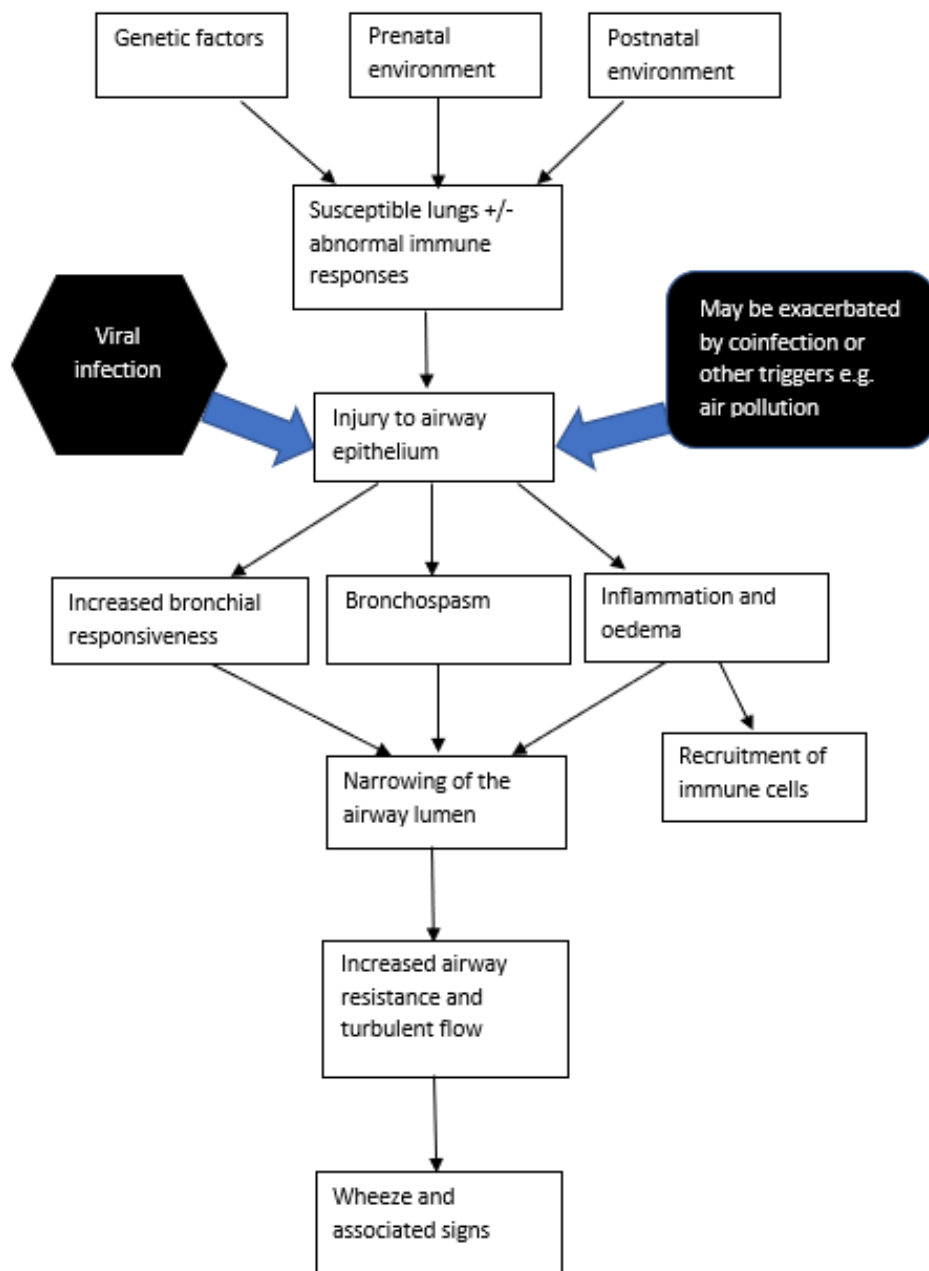 Genetic factors
Prenatal
environment
Postnatal
environment
Susceptible lungs +/-
abnormal immune
responses
Viral
infection
May be exacerbated
by coinfection or
other triggers e.g.
air pollution
Injury to airway
epithelium
Increased bronchial
responsiveness
Bronchospasm
Inflammation and
oedema
Recruitment of
immune cells
Narrowing of the
airway lumen
Increased airway
resistance and
turbulent flow
Wheeze and
associated signs